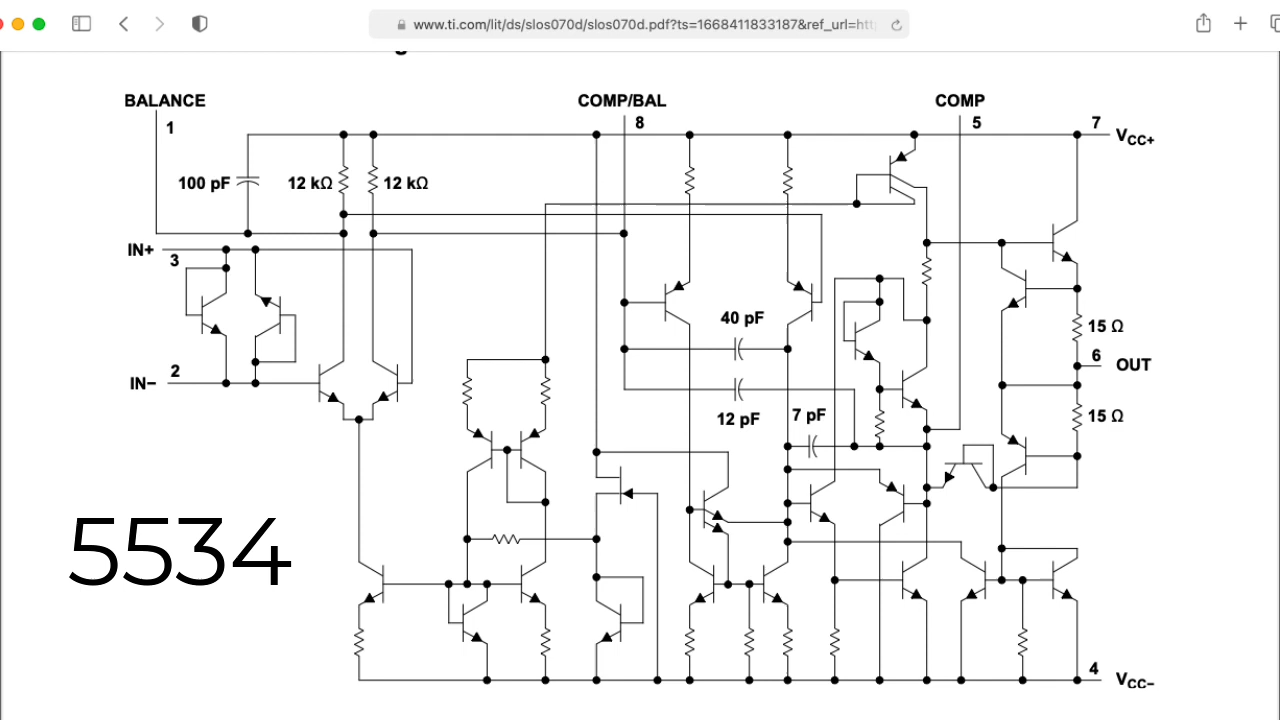 www.ti.com/lit/ds/slos070d/slos070d.pdf?ts=1668411833187&ref_url=htt
BALANCE
COMP/BAL
COMP
1
8
5
7
VCC+
100 pF
12 kΩ
12 kΩ
IN+
3
40 pF
15 Ω
6
OUT
2
IN−
12 pF
7 pF
15 Ω
5534
4
VCC−